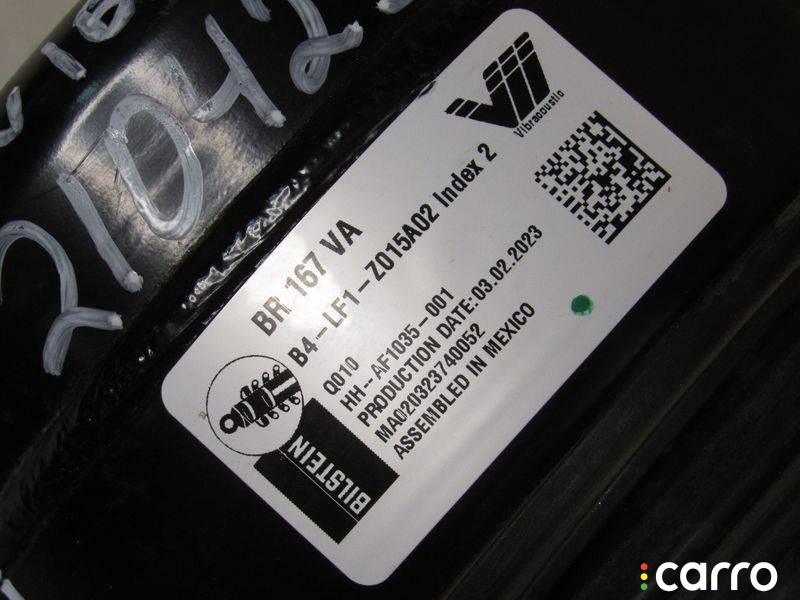 21042
Vibracoustic
BR 167 VA
B4-LF1-Z015A02 Index 2
Q010
HH-AF1035-001
PRODUCTION DATE:03.02.2023
MA020323740052
ASSEMBLED IN MEXICO
BILSTEIN
carro